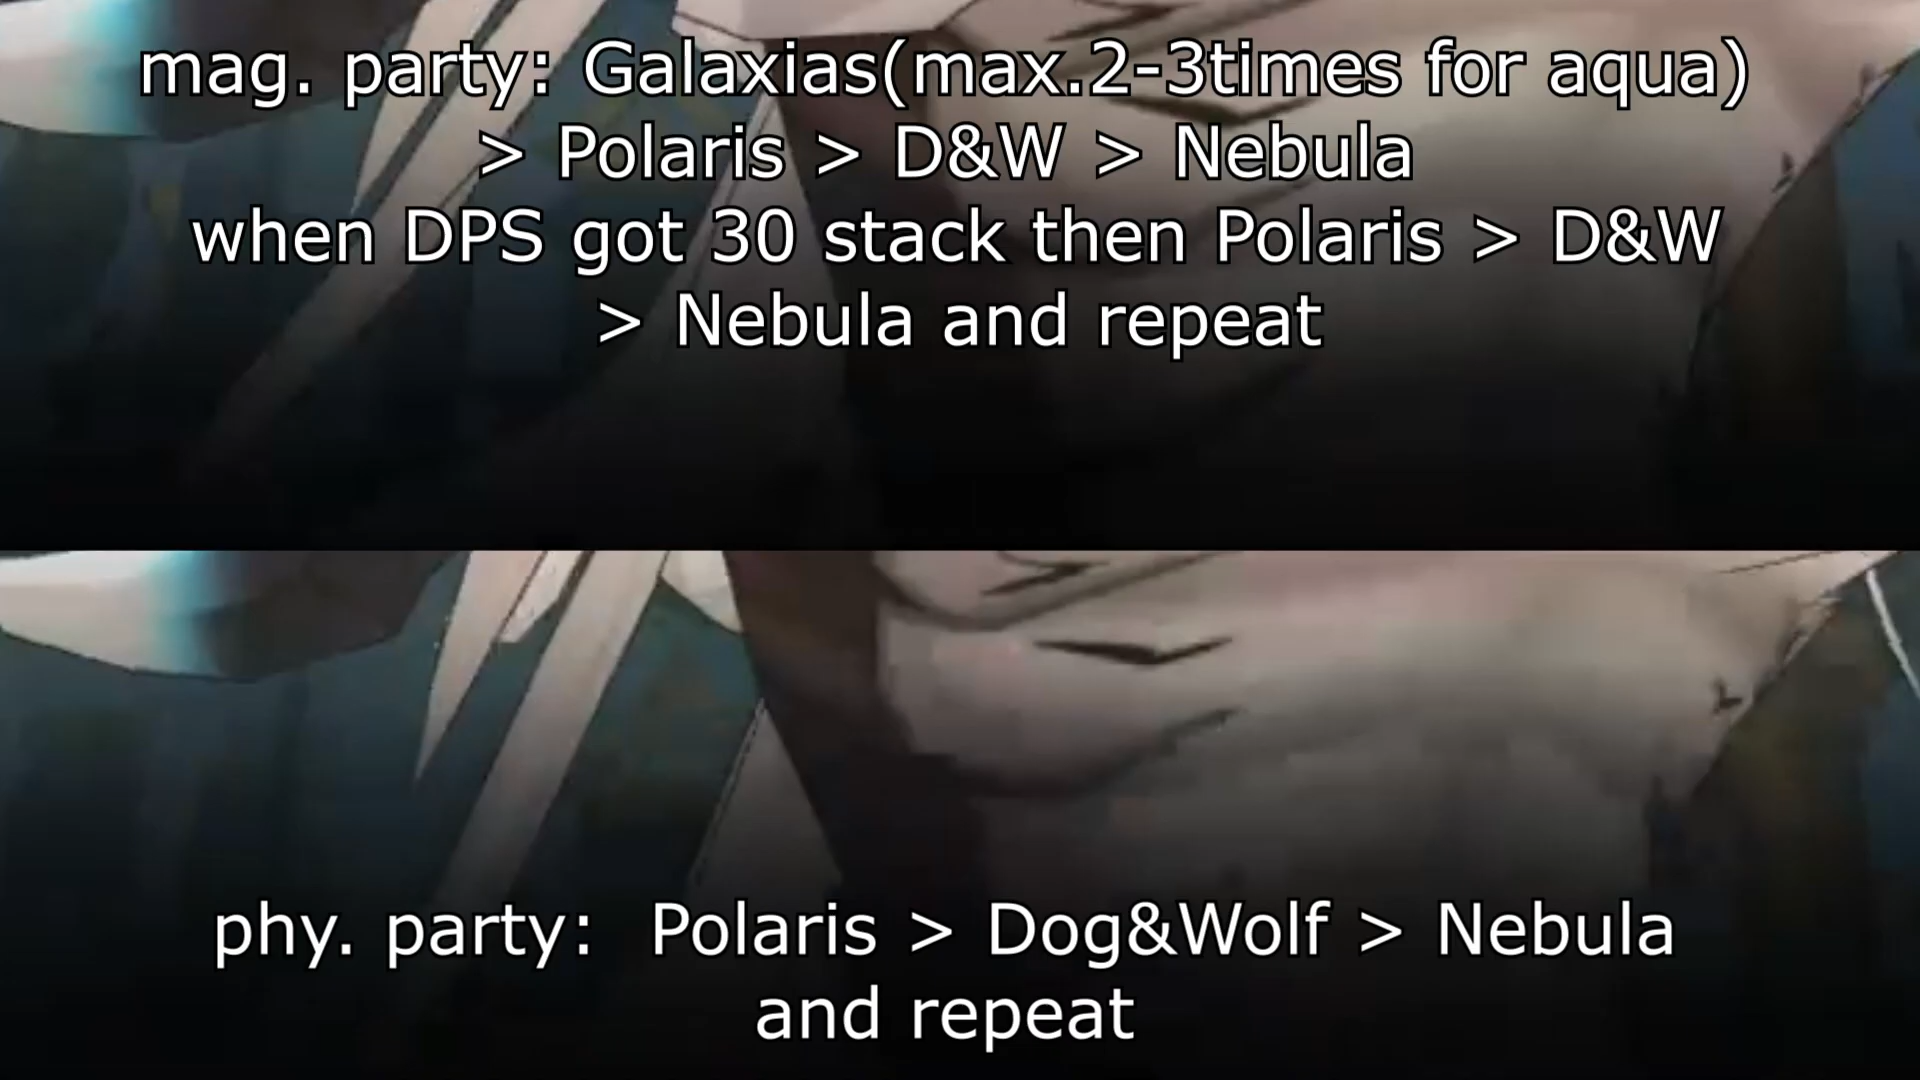 mag. party: Galaxias(max.2-3times for aqua)
> Polaris > D&W > Nebula
when DPS got 30 stack then Polaris > D&W
> Nebula and repeat
phy. party:  Polaris > Dog&Wolf > Nebula
and repeat